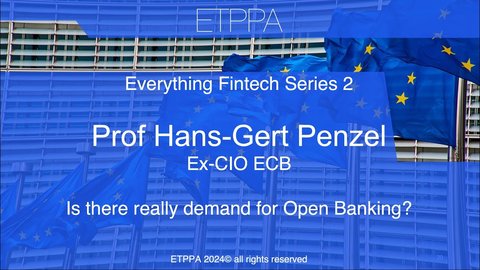 ETPPA
Everything Fintech Series 2
Prof Hans-Gert Penzel
Ex-CIO ECB
Is there really demand for Open Banking?
ETPPA 2024© all rights reserved